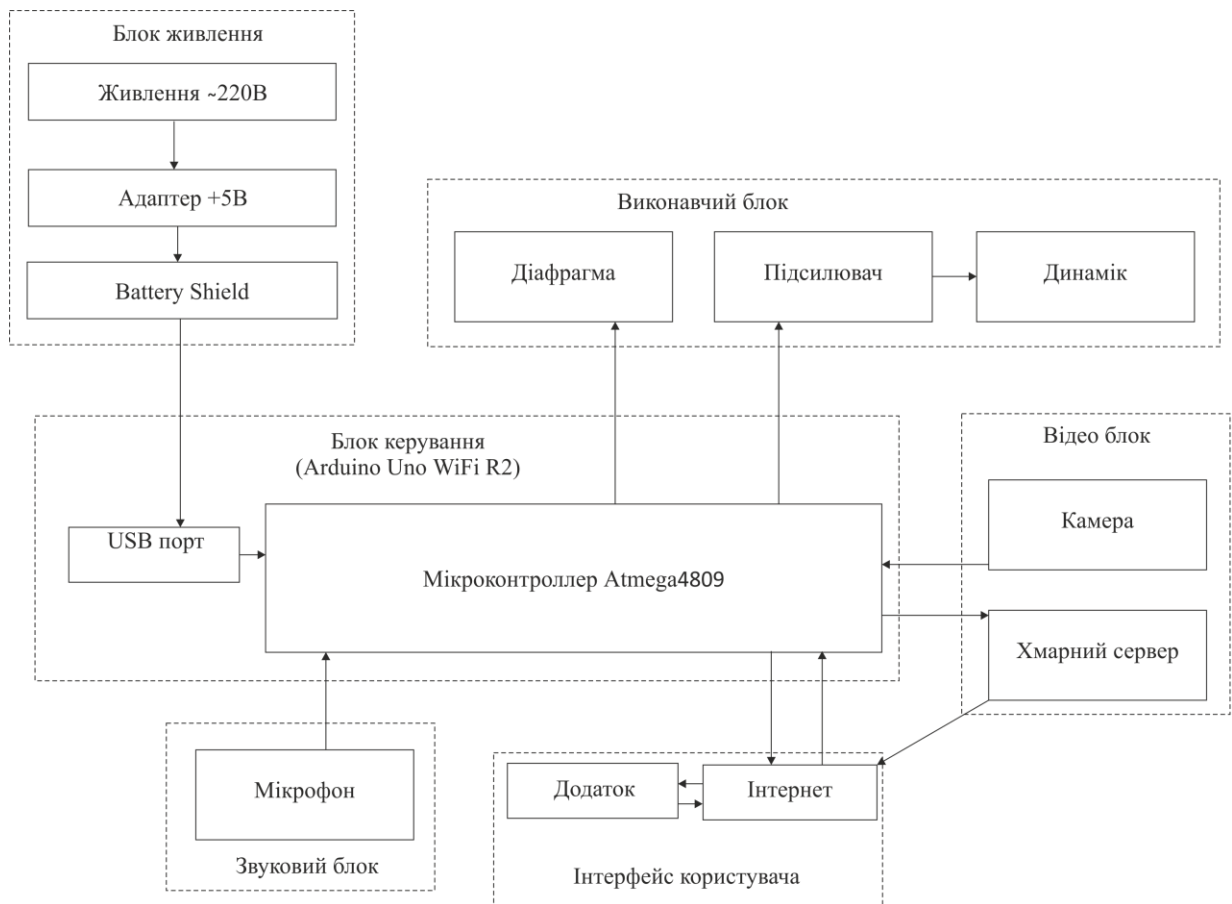 Блок живлення
Живлення ~220В
Адаптер +5В
Battery Shield
Виконавчий блок
Діафрагма
Підсилювач
Динамік
Блок керування
(Arduino Uno WiFi R2)
USB порт
Мікроконтроллер Atmega4809
Відео блок
Камера
Хмарний сервер
Мікрофон
Звуковий блок
Додаток
Інтернет
Інтерфейс користувача